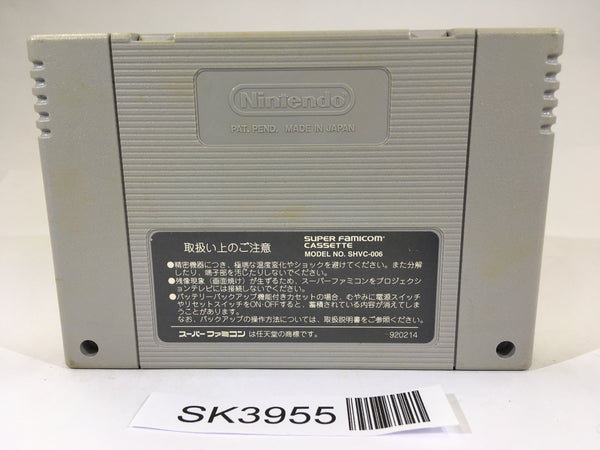 Nintendo
PAT. PEND. MADE IN JAPAN
取扱い上のご注意
SUPER FAMICOM
CASSETTE
MODEL NO. SHVC-006
●精密機器につき、極端な温度変化やショックを避けてください。また分解
したり、端子部を汚したりしないでください。
●残像現象（画面焼け）が生ずるため、スーパーファミコンをプロジェクシ
ョンテレビには接続しないでください。
●バッテリーバックアップ機能付きカセットの場合、むやみに電源スイッチ
やリセットスイッチをON・OFFすると、蓄積されている内容が消えてしま
うことがあります。
なお、バックアップの操作方法については、取扱説明書をご参照ください。
スーパーファミコン は任天堂の商標です。
920214
SK3955